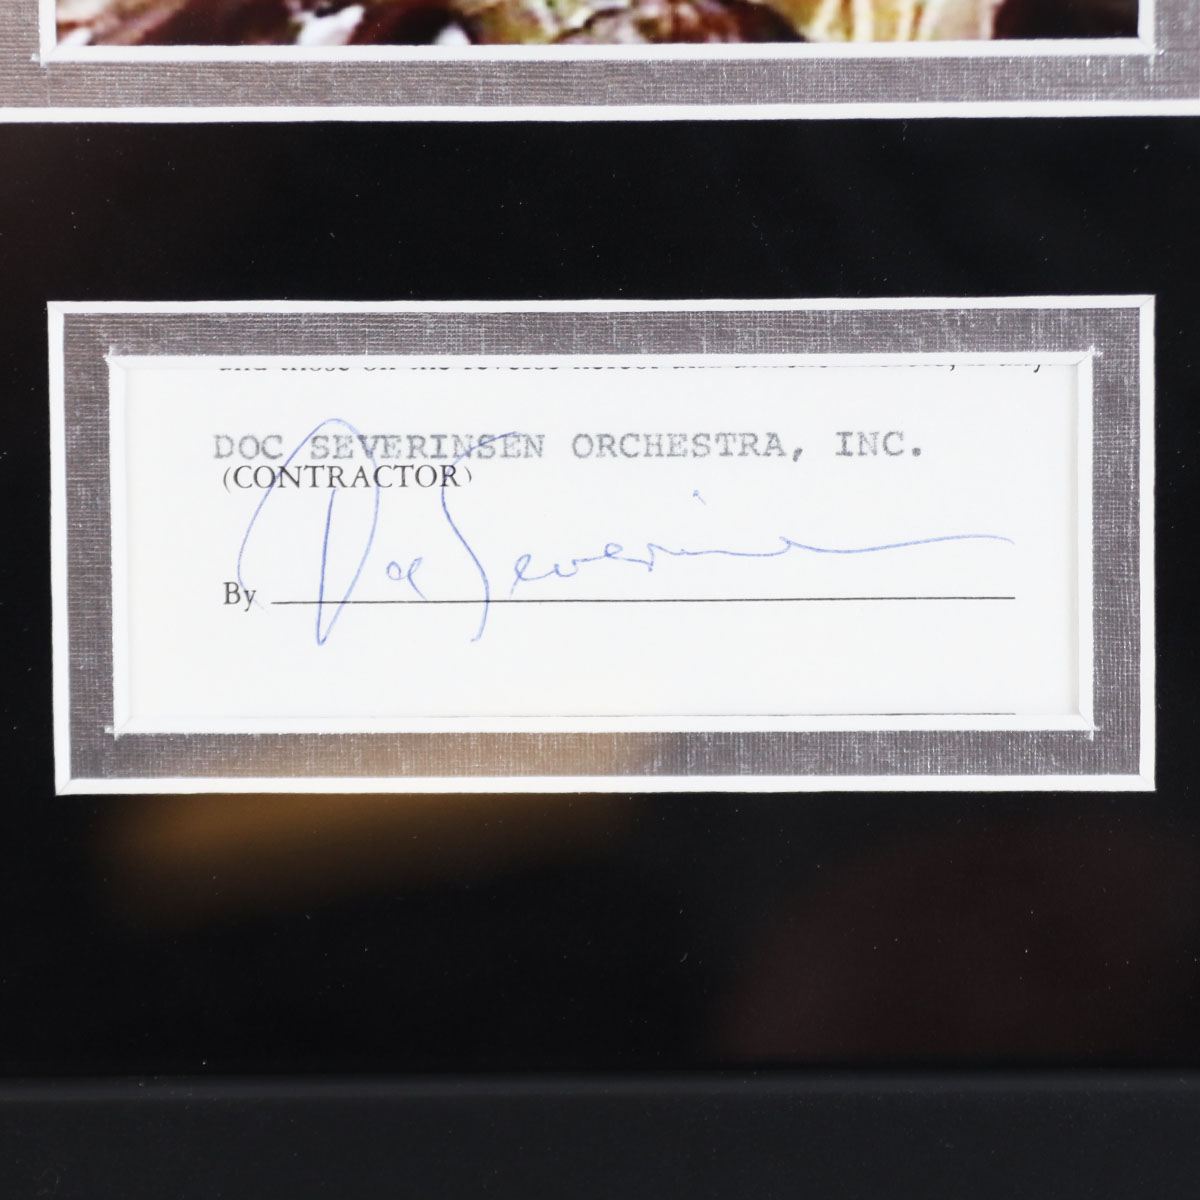 DOC SEVERINSEN ORCHESTRA, INC.
(CONTRACTOR)
Doc Severinsen
By